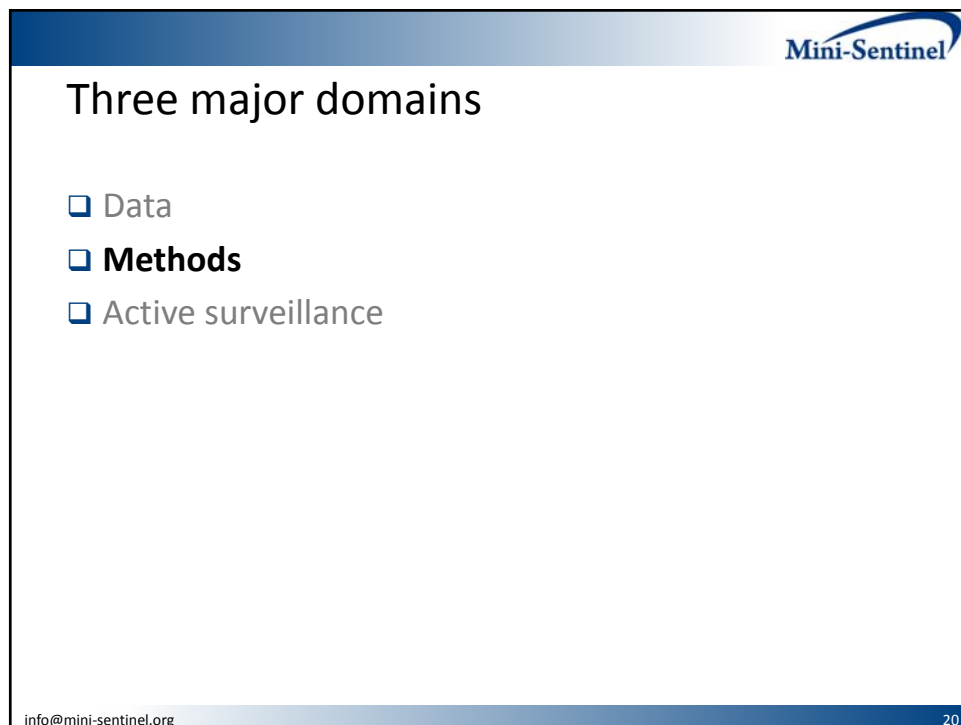 Mini-Sentinel
Three major domains
Data
Methods
Active surveillance
info@mini-sentinel.org
20